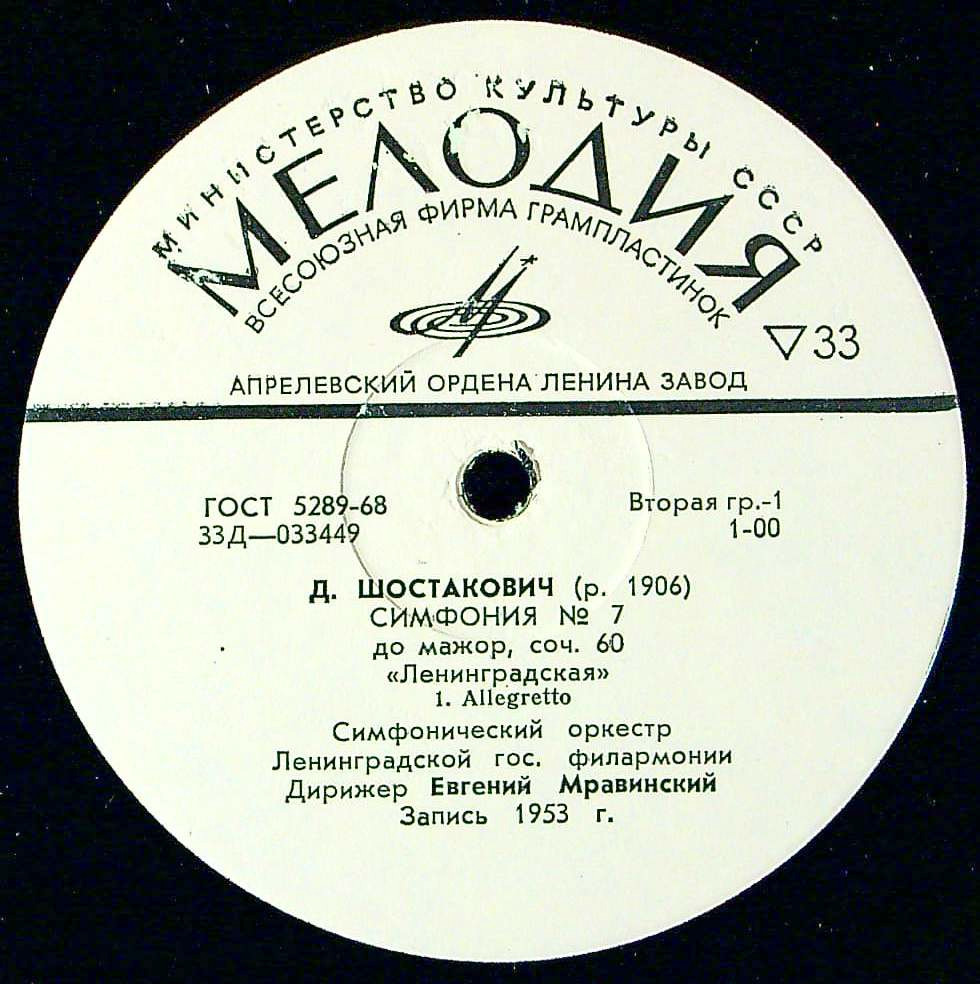 МИНИСТЕРСТВО КУЛЬТУРЫ СССР
МЕЛОДИЯ
ВСЕСОЮЗНАЯ ФИРМА ГРАМПЛАСТИНОК
▽33
АПРЕЛЕВСКИЙ ОРДЕНА ЛЕНИНА ЗАВОД
ГОСТ 5289-68
Вторая гр.-1
33Д—033449
1-00
Д. ШОСТАКОВИЧ (р. 1906)
СИМФОНИЯ № 7
до мажор, соч. 60
«Ленинградская»
1. Allegretto
Симфонический оркестр
Ленинградской гос. филармонии
Дирижер Евгений Мравинский
Запись 1953 г.